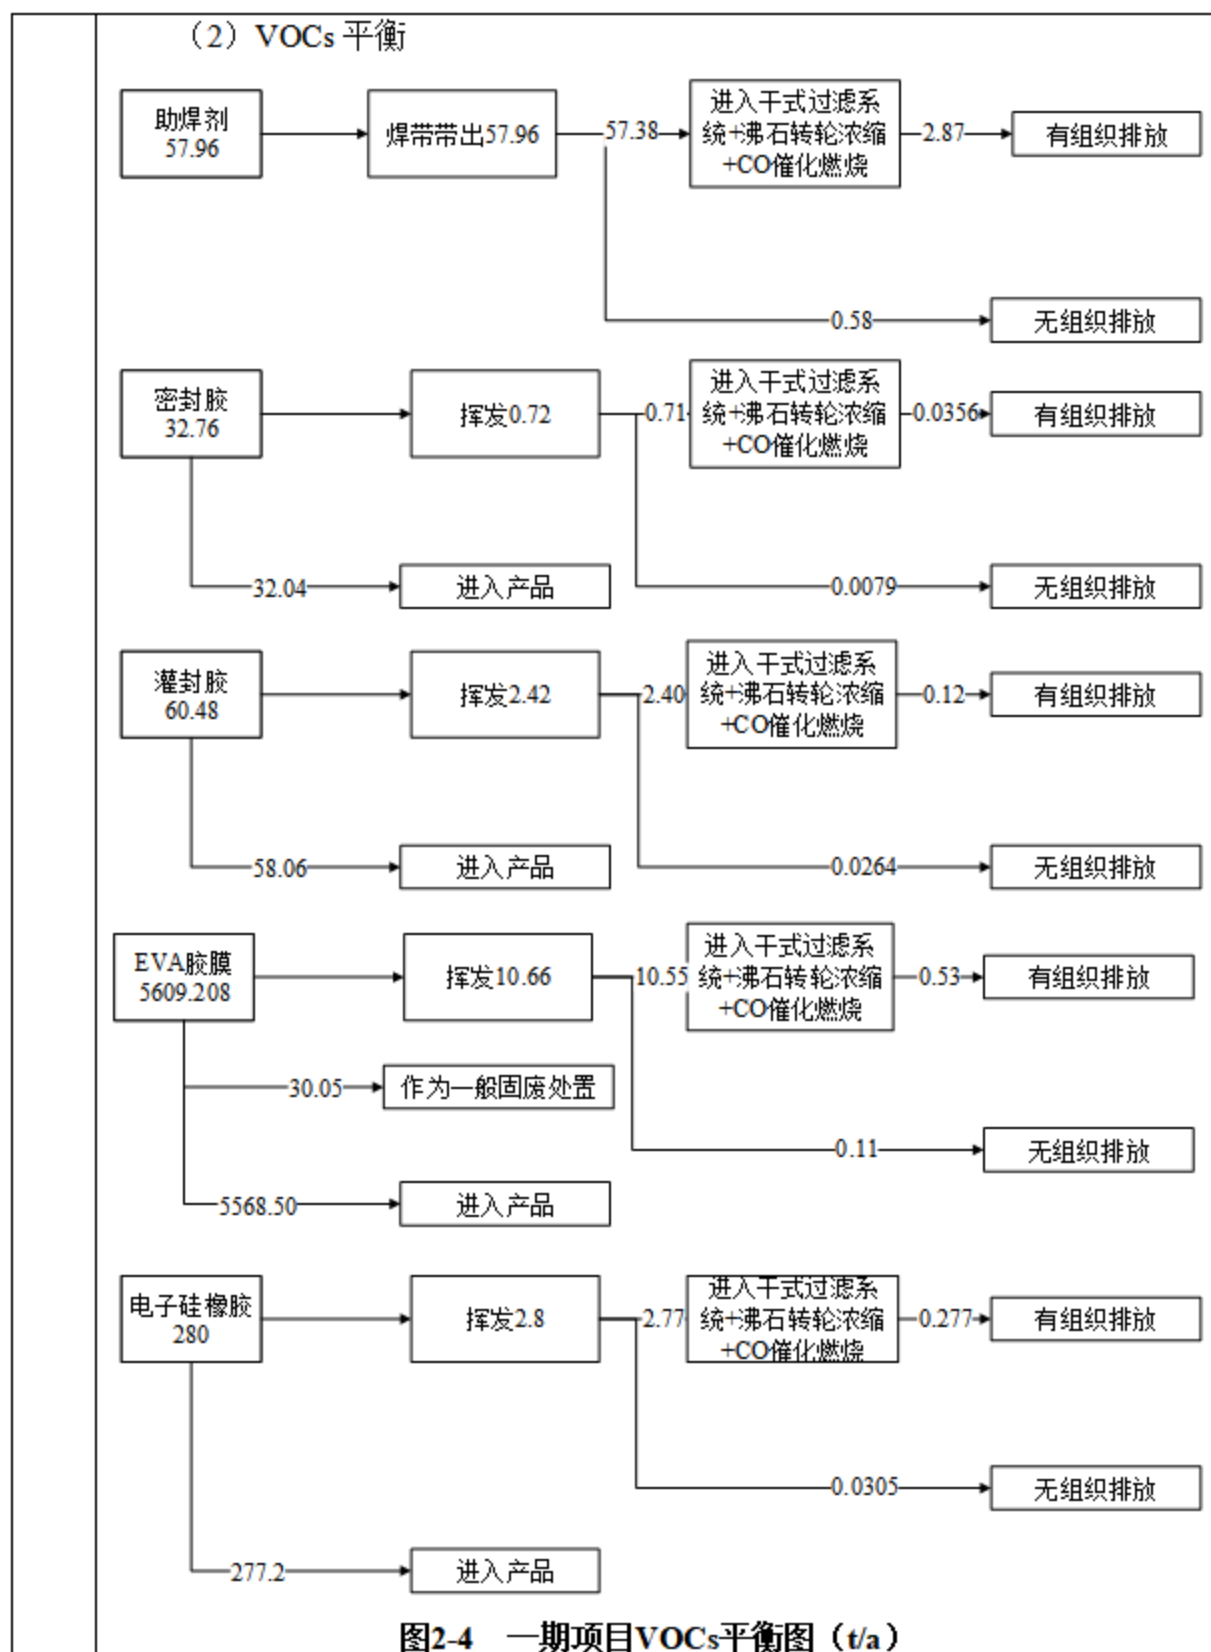 （2）VOCs 平衡
助焊剂
57.96
焊带带出57.96
57.38
进入干式过滤系
统+沸石转轮浓缩
+CO催化燃烧
2.87
有组织排放
0.58
无组织排放
密封胶
32.76
挥发0.72
0.71
进入干式过滤系
统+沸石转轮浓缩
+CO催化燃烧
0.0356
有组织排放
32.04
进入产品
0.0079
无组织排放
灌封胶
60.48
挥发2.42
2.40
进入干式过滤系
统+沸石转轮浓缩
+CO催化燃烧
0.12
有组织排放
58.06
进入产品
0.0264
无组织排放
EVA胶膜
5609.208
挥发10.66
10.55
进入干式过滤系
统+沸石转轮浓缩
+CO催化燃烧
0.53
有组织排放
30.05
作为一般固废处置
0.11
无组织排放
5568.50
进入产品
电子硅橡胶
280
挥发2.8
2.77
进入干式过滤系
统+沸石转轮浓缩
+CO催化燃烧
0.277
有组织排放
0.0305
无组织排放
277.2
进入产品
图2-4 一期项目VOCs平衡图（t/a）